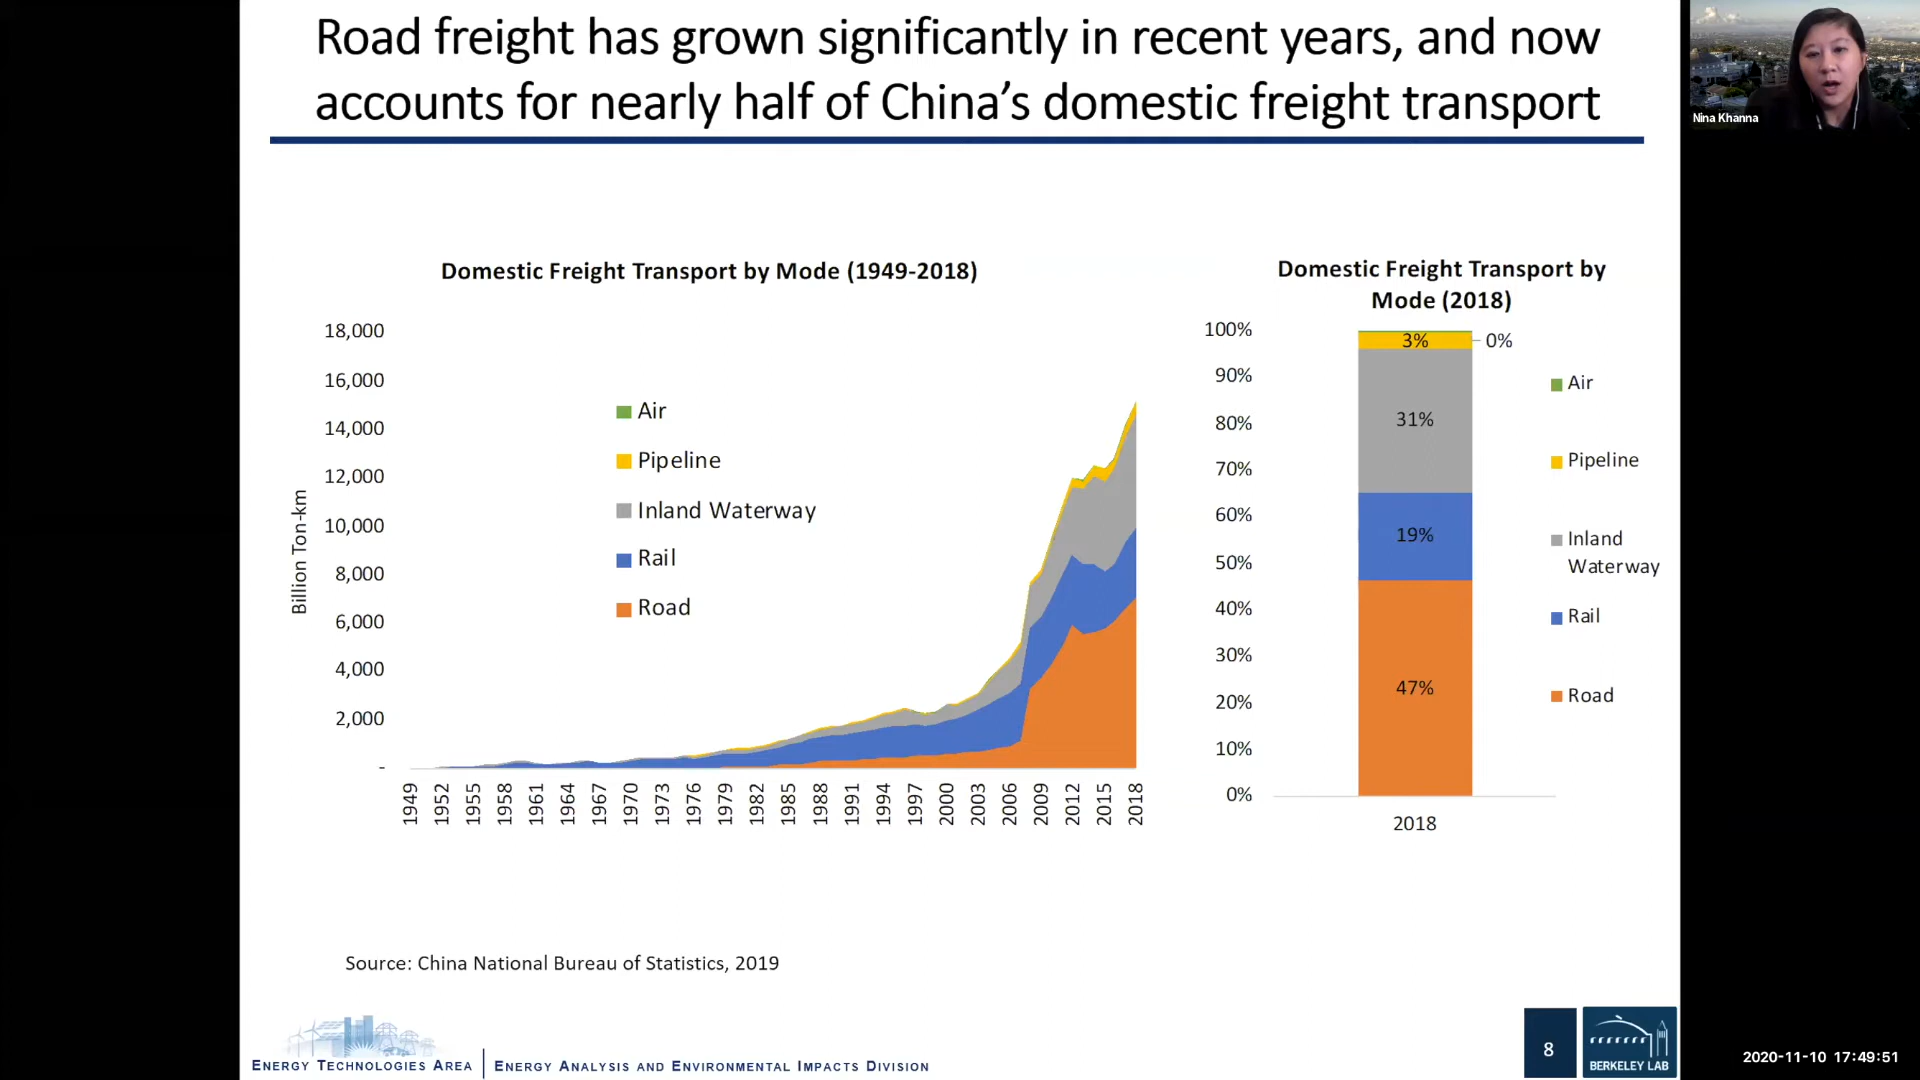 Road freight has grown significantly in recent years, and now
accounts for nearly half of China's domestic freight transport
Nina Khanna
Domestic Freight Transport by Mode (1949-2018)
18,000
16,000
14,000
12,000
10,000
8,000
6,000
4,000
2,000
-
Billion Ton-km
Air
Pipeline
Inland Waterway
Rail
Road
1949
1952
1955
1958
1961
1964
1967
1970
1973
1976
1979
1982
1985
1988
1991
1994
1997
2000
2003
2006
2009
2012
2015
2018
Domestic Freight Transport by
Mode (2018)
100%
90%
80%
70%
60%
50%
40%
30%
20%
10%
0%
3%
0%
31%
19%
47%
2018
Air
Pipeline
Inland
Waterway
Rail
Road
Source: China National Bureau of Statistics, 2019
ENERGY TECHNOLOGIES AREA
ENERGY ANALYSIS AND ENVIRONMENTAL IMPACTS DIVISION
8
BERKELEY LAB
2020-11-10 17:49:51